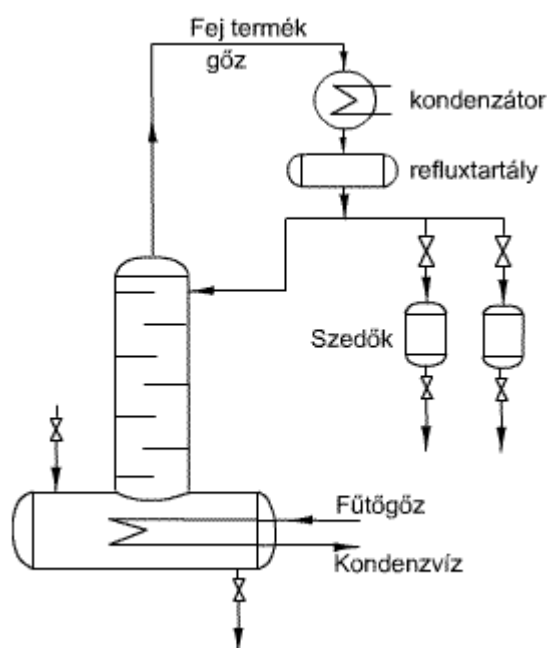 Fej termék
gőz
kondenzátor
refluxtartály
Szedők
Fűtőgőz
Kondenzvíz